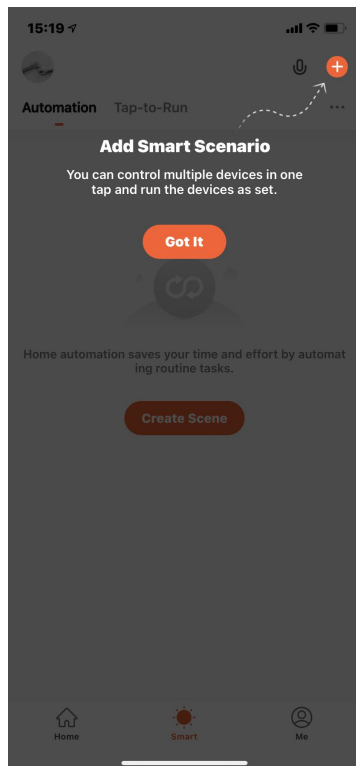 15:19
Automation Tap-to-Run
Add Smart Scenario
You can control multiple devices in one
tap and run the devices as set.
Got It
Home automation saves your time and effort by automat
ing routine tasks.
Create Scene
Home Smart Me